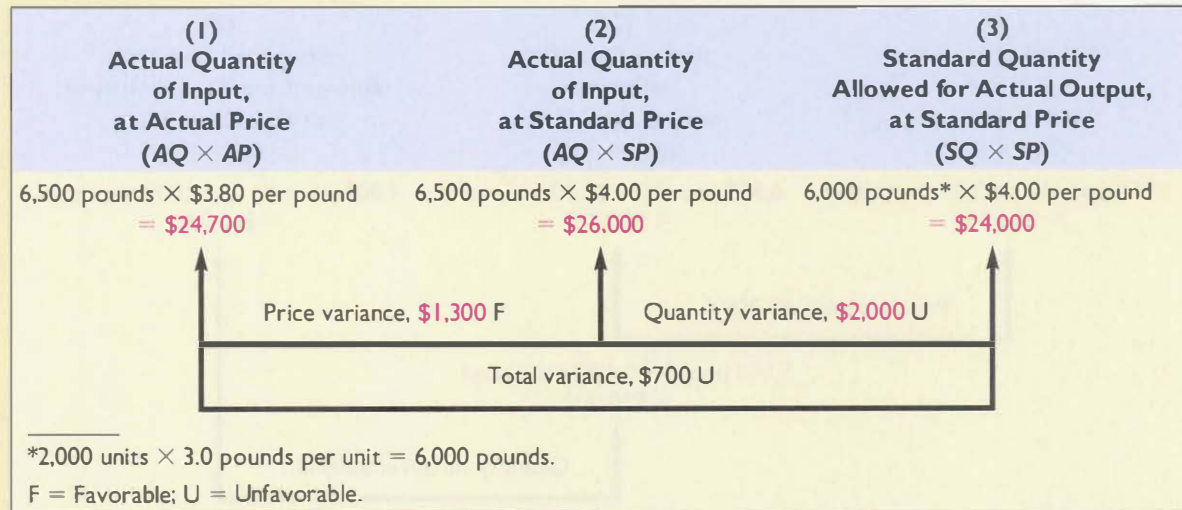 (1)
Actual Quantity
of Input,
at Actual Price
(AQ × AP)
(2)
Actual Quantity
of Input,
at Standard Price
(AQ × SP)
(3)
Standard Quantity
Allowed for Actual Output,
at Standard Price
(SQ × SP)
6,500 pounds × $3.80 per pound
= $24,700
6,500 pounds × $4.00 per pound
= $26,000
6,000 pounds* × $4.00 per pound
= $24,000
Price variance, $1,300 F
Quantity variance, $2,000 U
Total variance, $700 U
*2,000 units × 3.0 pounds per unit = 6,000 pounds.
F = Favorable; U = Unfavorable.